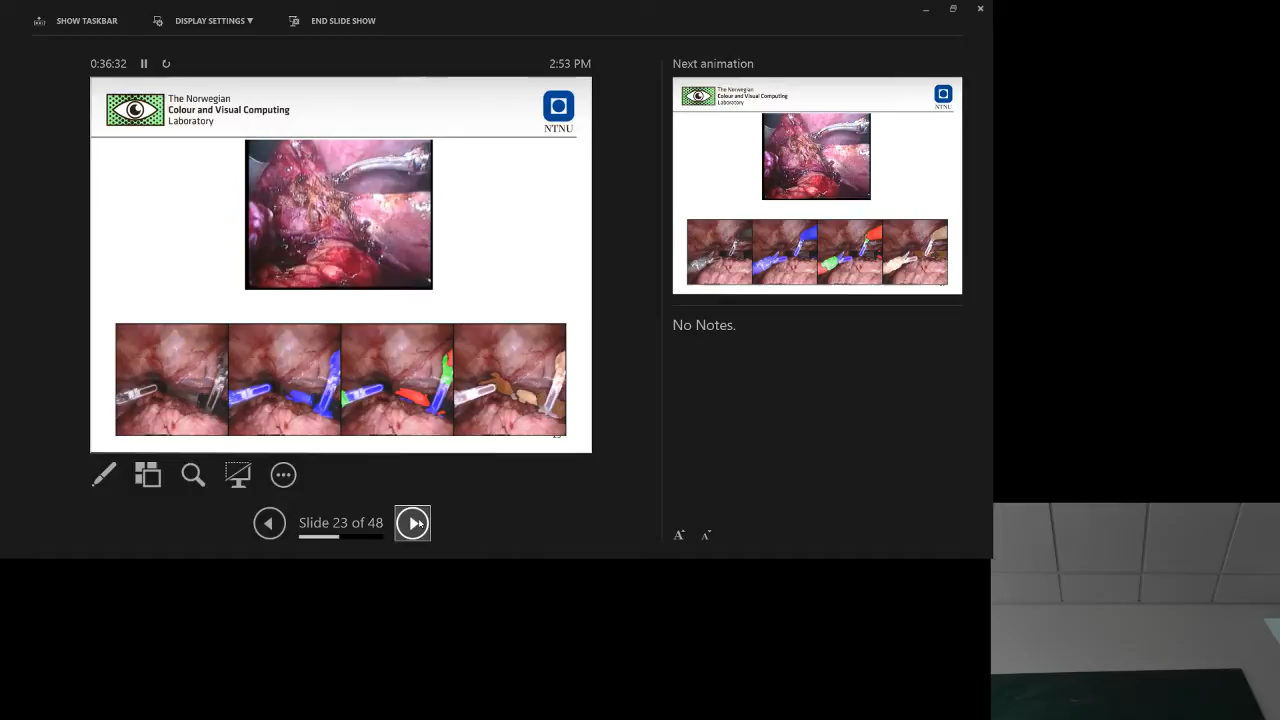 SHOW TASKBAR
DISPLAY SETTINGS ▼
END SLIDE SHOW
0:36:32
2:53 PM
The Norwegian
Colour and Visual Computing
Laboratory
NTNU
Slide 23 of 48
Next animation
The Norwegian
Colour and Visual Computing
Laboratory
NTNU
No Notes.
A A